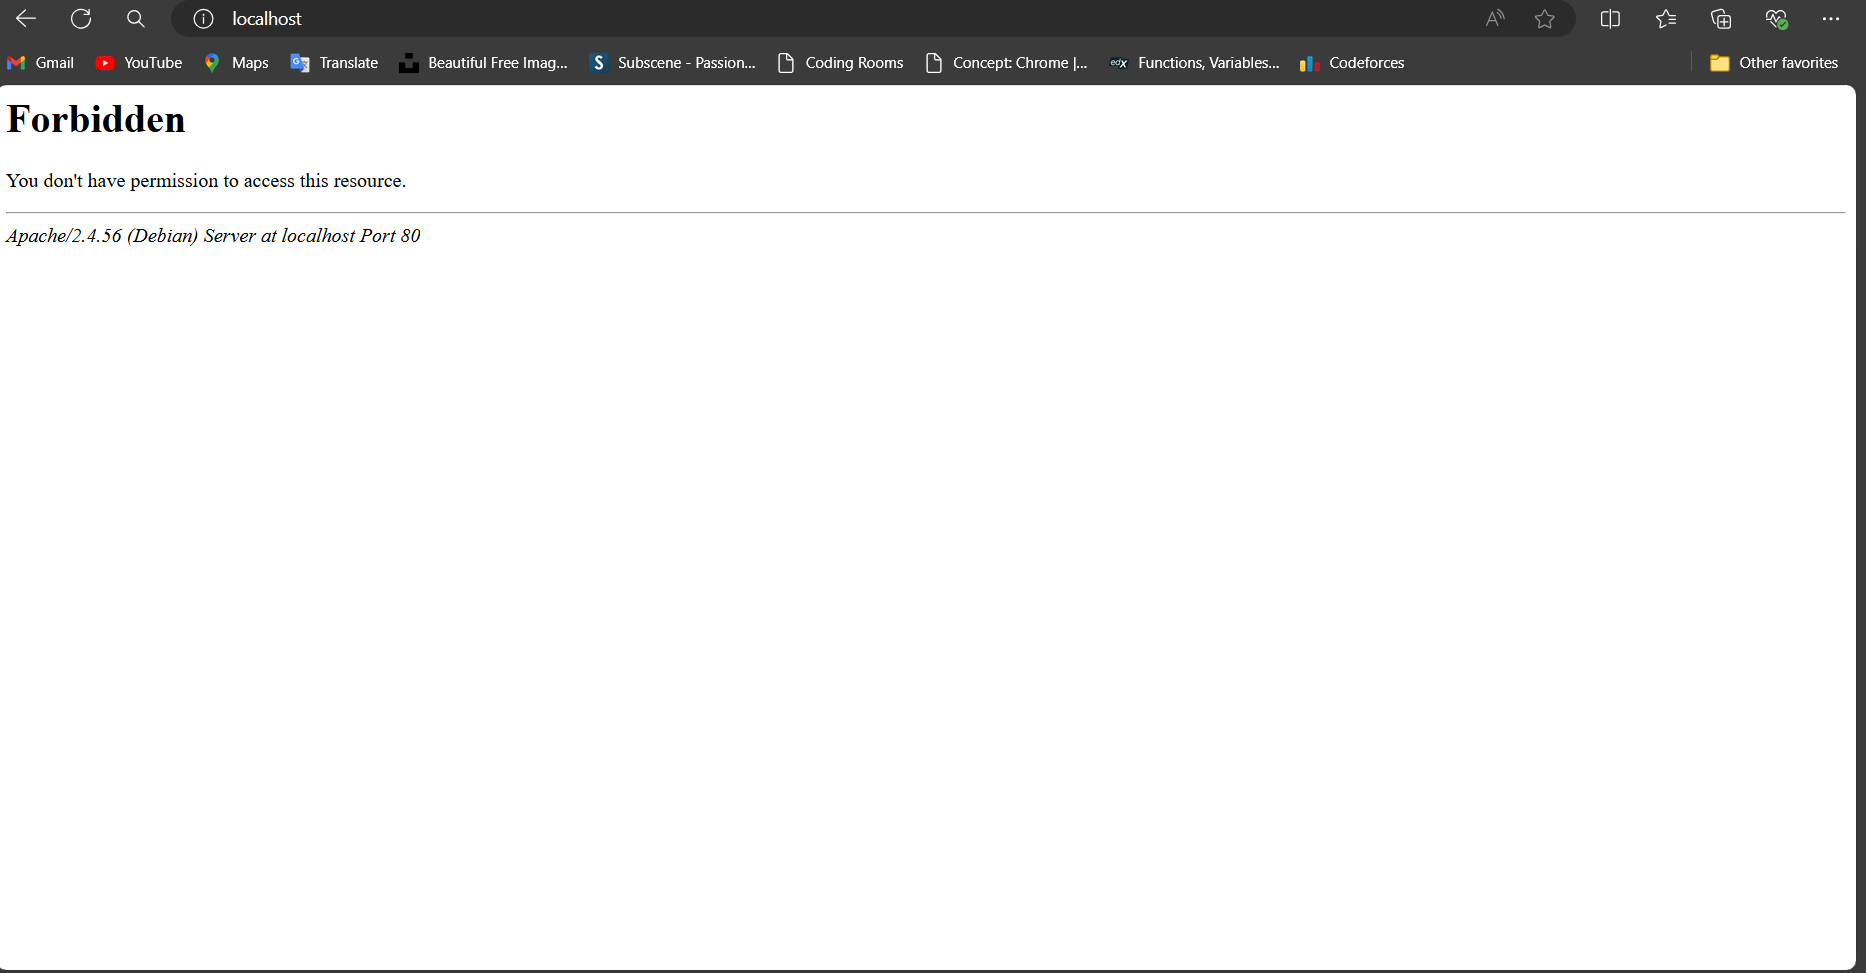 localhost
Gmail YouTube Maps Translate Beautiful Free Imag... Subscene - Passion... Coding Rooms Concept: Chrome |... edX Functions, Variables... Codeforces Other favorites
Forbidden
You don't have permission to access this resource.
Apache/2.4.56 (Debian) Server at localhost Port 80